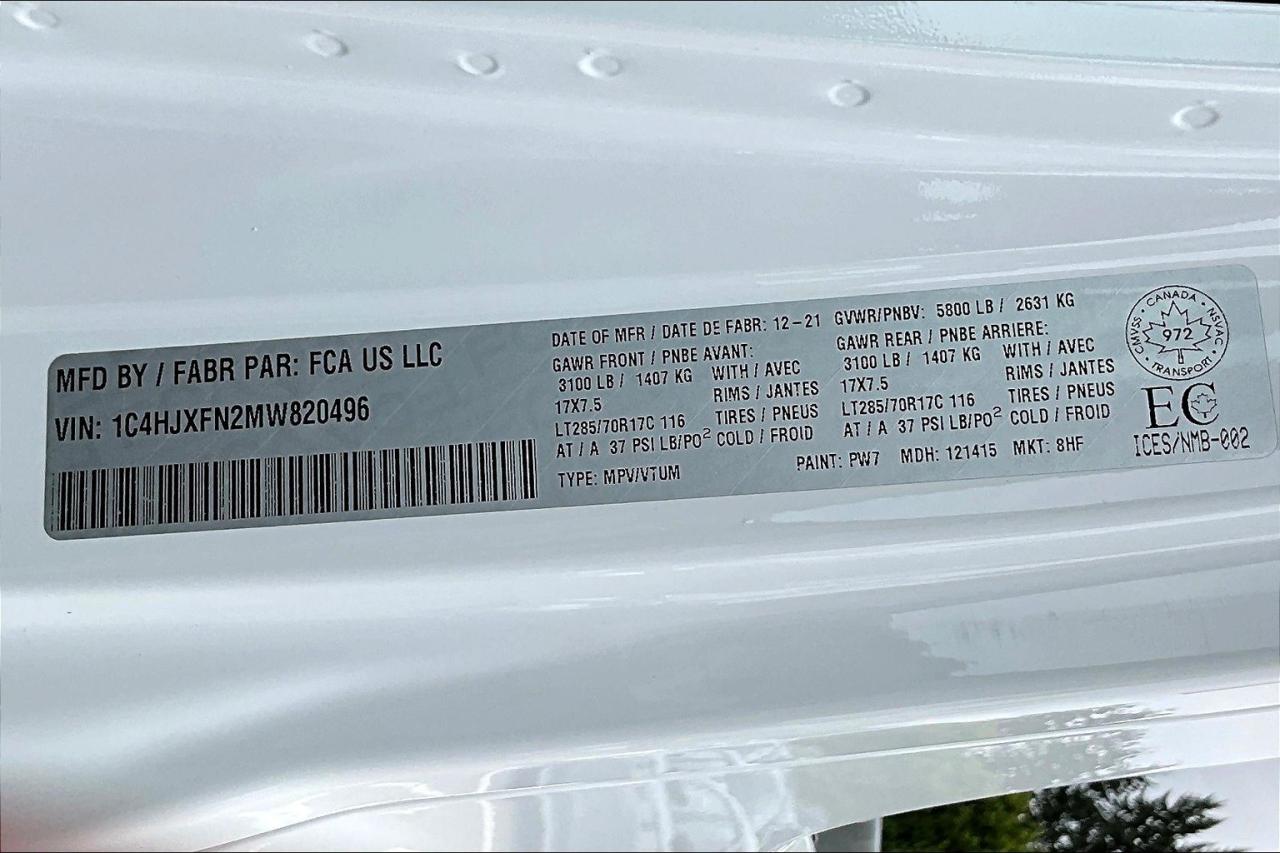 MFD BY / FABR PAR: FCA US LLC
VIN: 1C4HJXFN2MW820496
DATE OF MFR / DATE DE FABR: 12-21
GVWR/PNBV: 5800 LB / 2631 KG
GAWR FRONT / PNBE AVANT:
3100 LB / 1407 KG WITH / AVEC
17X7.5 RIMS / JANTES
LT285/70R17C 116 TIRES / PNEUS
AT / A 37 PSI LB/PO² COLD / FROID
GAWR REAR / PNBE ARRIERE:
3100 LB / 1407 KG WITH / AVEC
17X7.5 RIMS / JANTES
LT285/70R17C 116 TIRES / PNEUS
AT / A 37 PSI LB/PO² COLD / FROID
TYPE: MPV/VTUM
PAINT: PW7 MDH: 121415 MKT: 8HF
CMVSS • CANADA • NSVAC • TRANSPORT •
972
EC
ICES/NMB-002